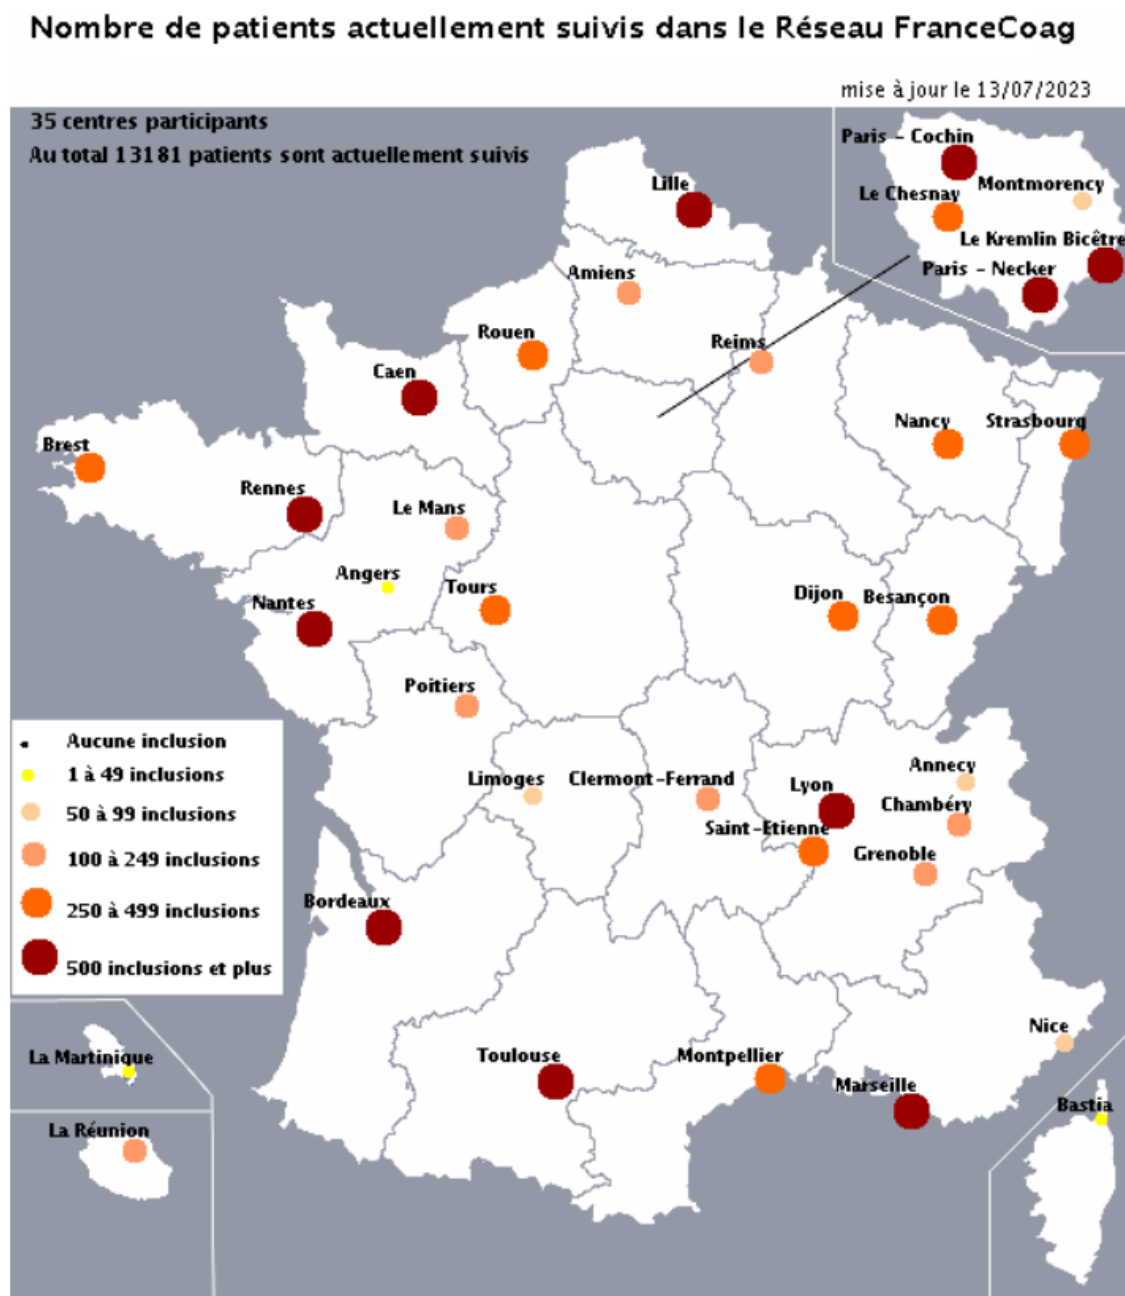 Nombre de patients actuellement suivis dans le Réseau FranceCoag
mise à jour le 13/07/2023
35 centres participants
Au total 13181 patients sont actuellement suivis
Paris - Cochin
Montmorency
Le Chesnay
Le Kremlin Bicêtre
Paris - Necker
Lille
Amiens
Rouen
Reims
Caen
Nancy
Strasbourg
Brest
Rennes
Le Mans
Angers
Tours
Nantes
Dijon
Besançon
Poitiers
Limoges
Clermont-Ferrand
Lyon
Annecy
Chambéry
Saint-Etienne
Grenoble
Bordeaux
Toulouse
Montpellier
Marseille
Nice
Bastia
Aucune inclusion
1 à 49 inclusions
50 à 99 inclusions
100 à 249 inclusions
250 à 499 inclusions
500 inclusions et plus
La Martinique
La Réunion